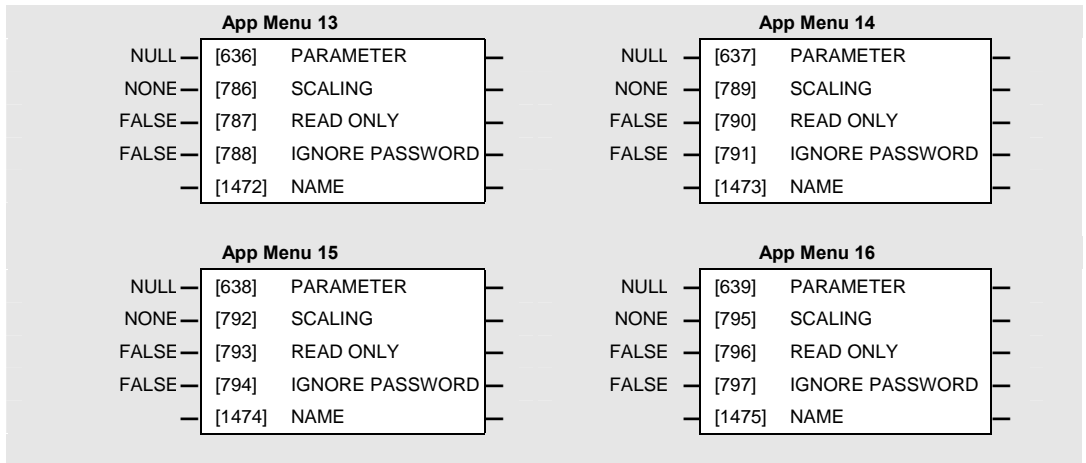 App Menu 13
NULL [636] PARAMETER
NONE [786] SCALING
FALSE [787] READ ONLY
FALSE [788] IGNORE PASSWORD
[1472] NAME
App Menu 14
NULL [637] PARAMETER
NONE [789] SCALING
FALSE [790] READ ONLY
FALSE [791] IGNORE PASSWORD
[1473] NAME
App Menu 15
NULL [638] PARAMETER
NONE [792] SCALING
FALSE [793] READ ONLY
FALSE [794] IGNORE PASSWORD
[1474] NAME
App Menu 16
NULL [639] PARAMETER
NONE [795] SCALING
FALSE [796] READ ONLY
FALSE [797] IGNORE PASSWORD
[1475] NAME